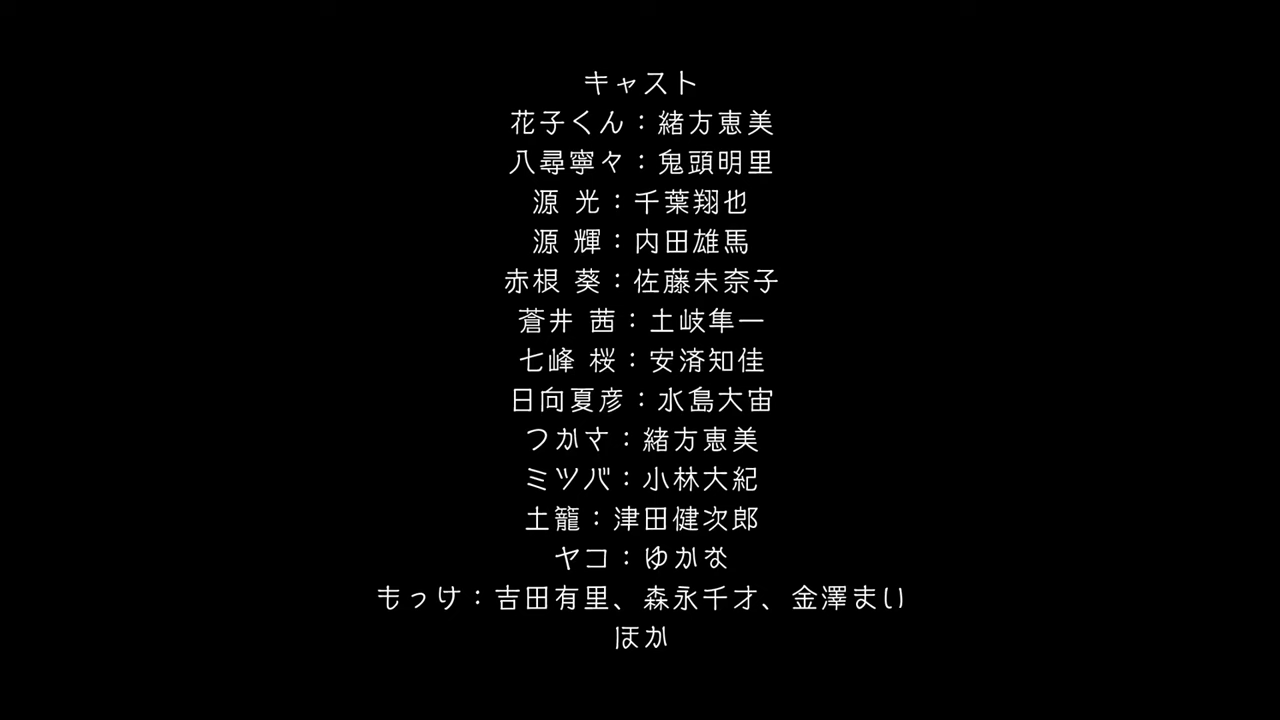 キャスト
花子くん：緒方恵美
八尋寧々：鬼頭明里
源 光：千葉翔也
源 輝：内田雄馬
赤根 葵：佐藤未奈子
蒼井 茜：土岐隼一
七峰 桜：安済知佳
日向夏彦：水島大宙
つかさ：緒方恵美
ミツバ：小林大紀
土籠：津田健次郎
ヤコ：ゆかな
もっけ：吉田有里、森永千才、金澤まい
ほか